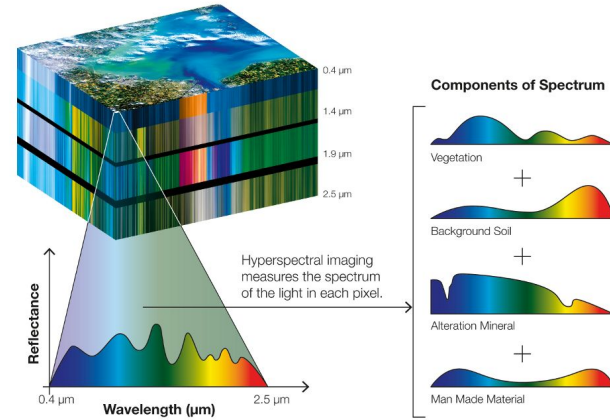 0.4 µm
1.4 µm
1.9 µm
2.5 µm
Hyperspectral imaging
measures the spectrum
of the light in each pixel.
Reflectance
0.4 µm
2.5 µm
Wavelength (µm)
Components of Spectrum
Vegetation
+
Background Soil
+
Alteration Mineral
+
Man Made Material